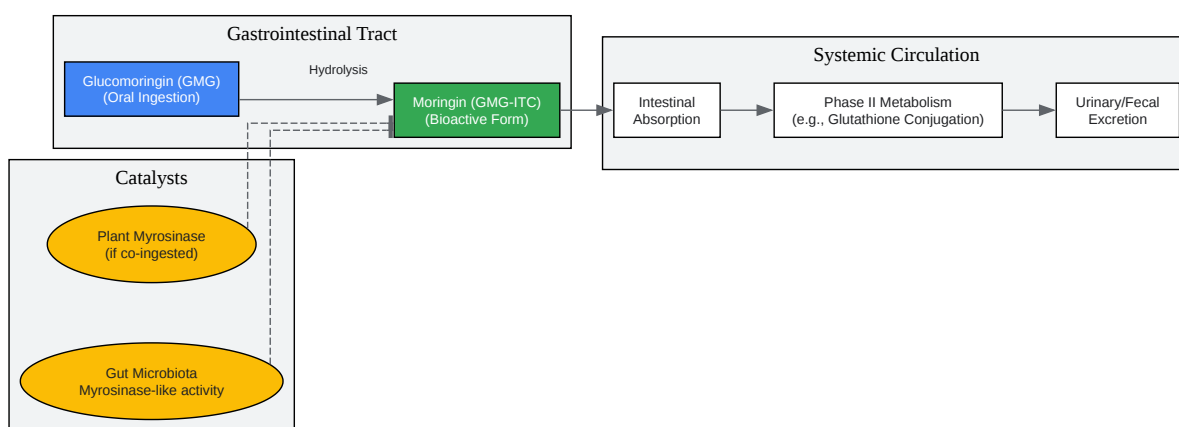 Gastrointestinal Tract
Glucomoringin (GMG)
(Oral Ingestion)
Hydrolysis
Moringin (GMG-ITC)
(Bioactive Form)
Systemic Circulation
Intestinal
Absorption
Phase II Metabolism
(e.g., Glutathione Conjugation)
Urinary/Fecal
Excretion
Catalysts
Plant Myrosinase
(if co-ingested)
Gut Microbiota
Myrosinase-like activity